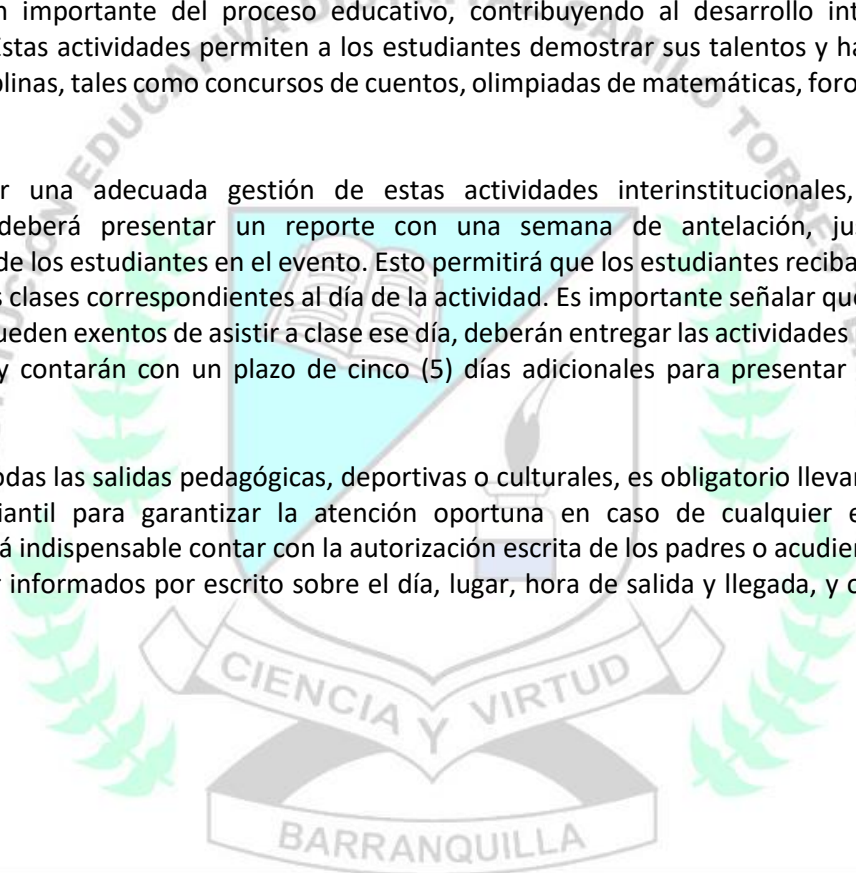 n importante del proceso educativo, contribuyendo al desarrollo int
Estas actividades permiten a los estudiantes demostrar sus talentos y ha
plinas, tales como concursos de cuentos, olimpiadas de matemáticas, foro
r una adecuada gestión de estas actividades interinstitucionales,
deberá presentar un reporte con una semana de antelación, jus
de los estudiantes en el evento. Esto permitirá que los estudiantes reciba
s clases correspondientes al día de la actividad. Es importante señalar que
ueden exentos de asistir a clase ese día, deberán entregar las actividades
y contarán con un plazo de cinco (5) días adicionales para presentar
odas las salidas pedagógicas, deportivas o culturales, es obligatorio llevar
iantil para garantizar la atención oportuna en caso de cualquier e
á indispensable contar con la autorización escrita de los padres o acudien
r informados por escrito sobre el día, lugar, hora de salida y llegada, y c
CIENCIA Y VIRTUD
BARRANQUILLA